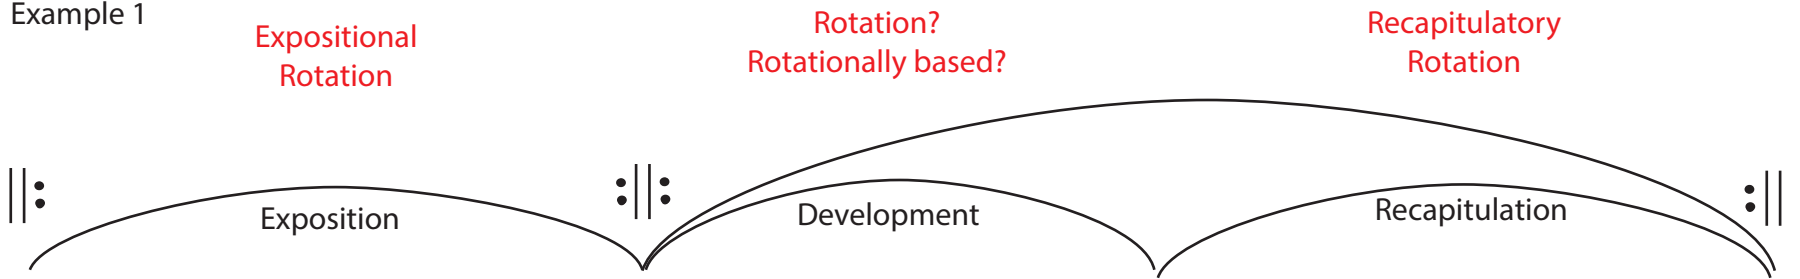 Example 1
Expositional
Rotation
Rotation?
Rotationally based?
Recapitulatory
Rotation
Exposition
Development
Recapitulation